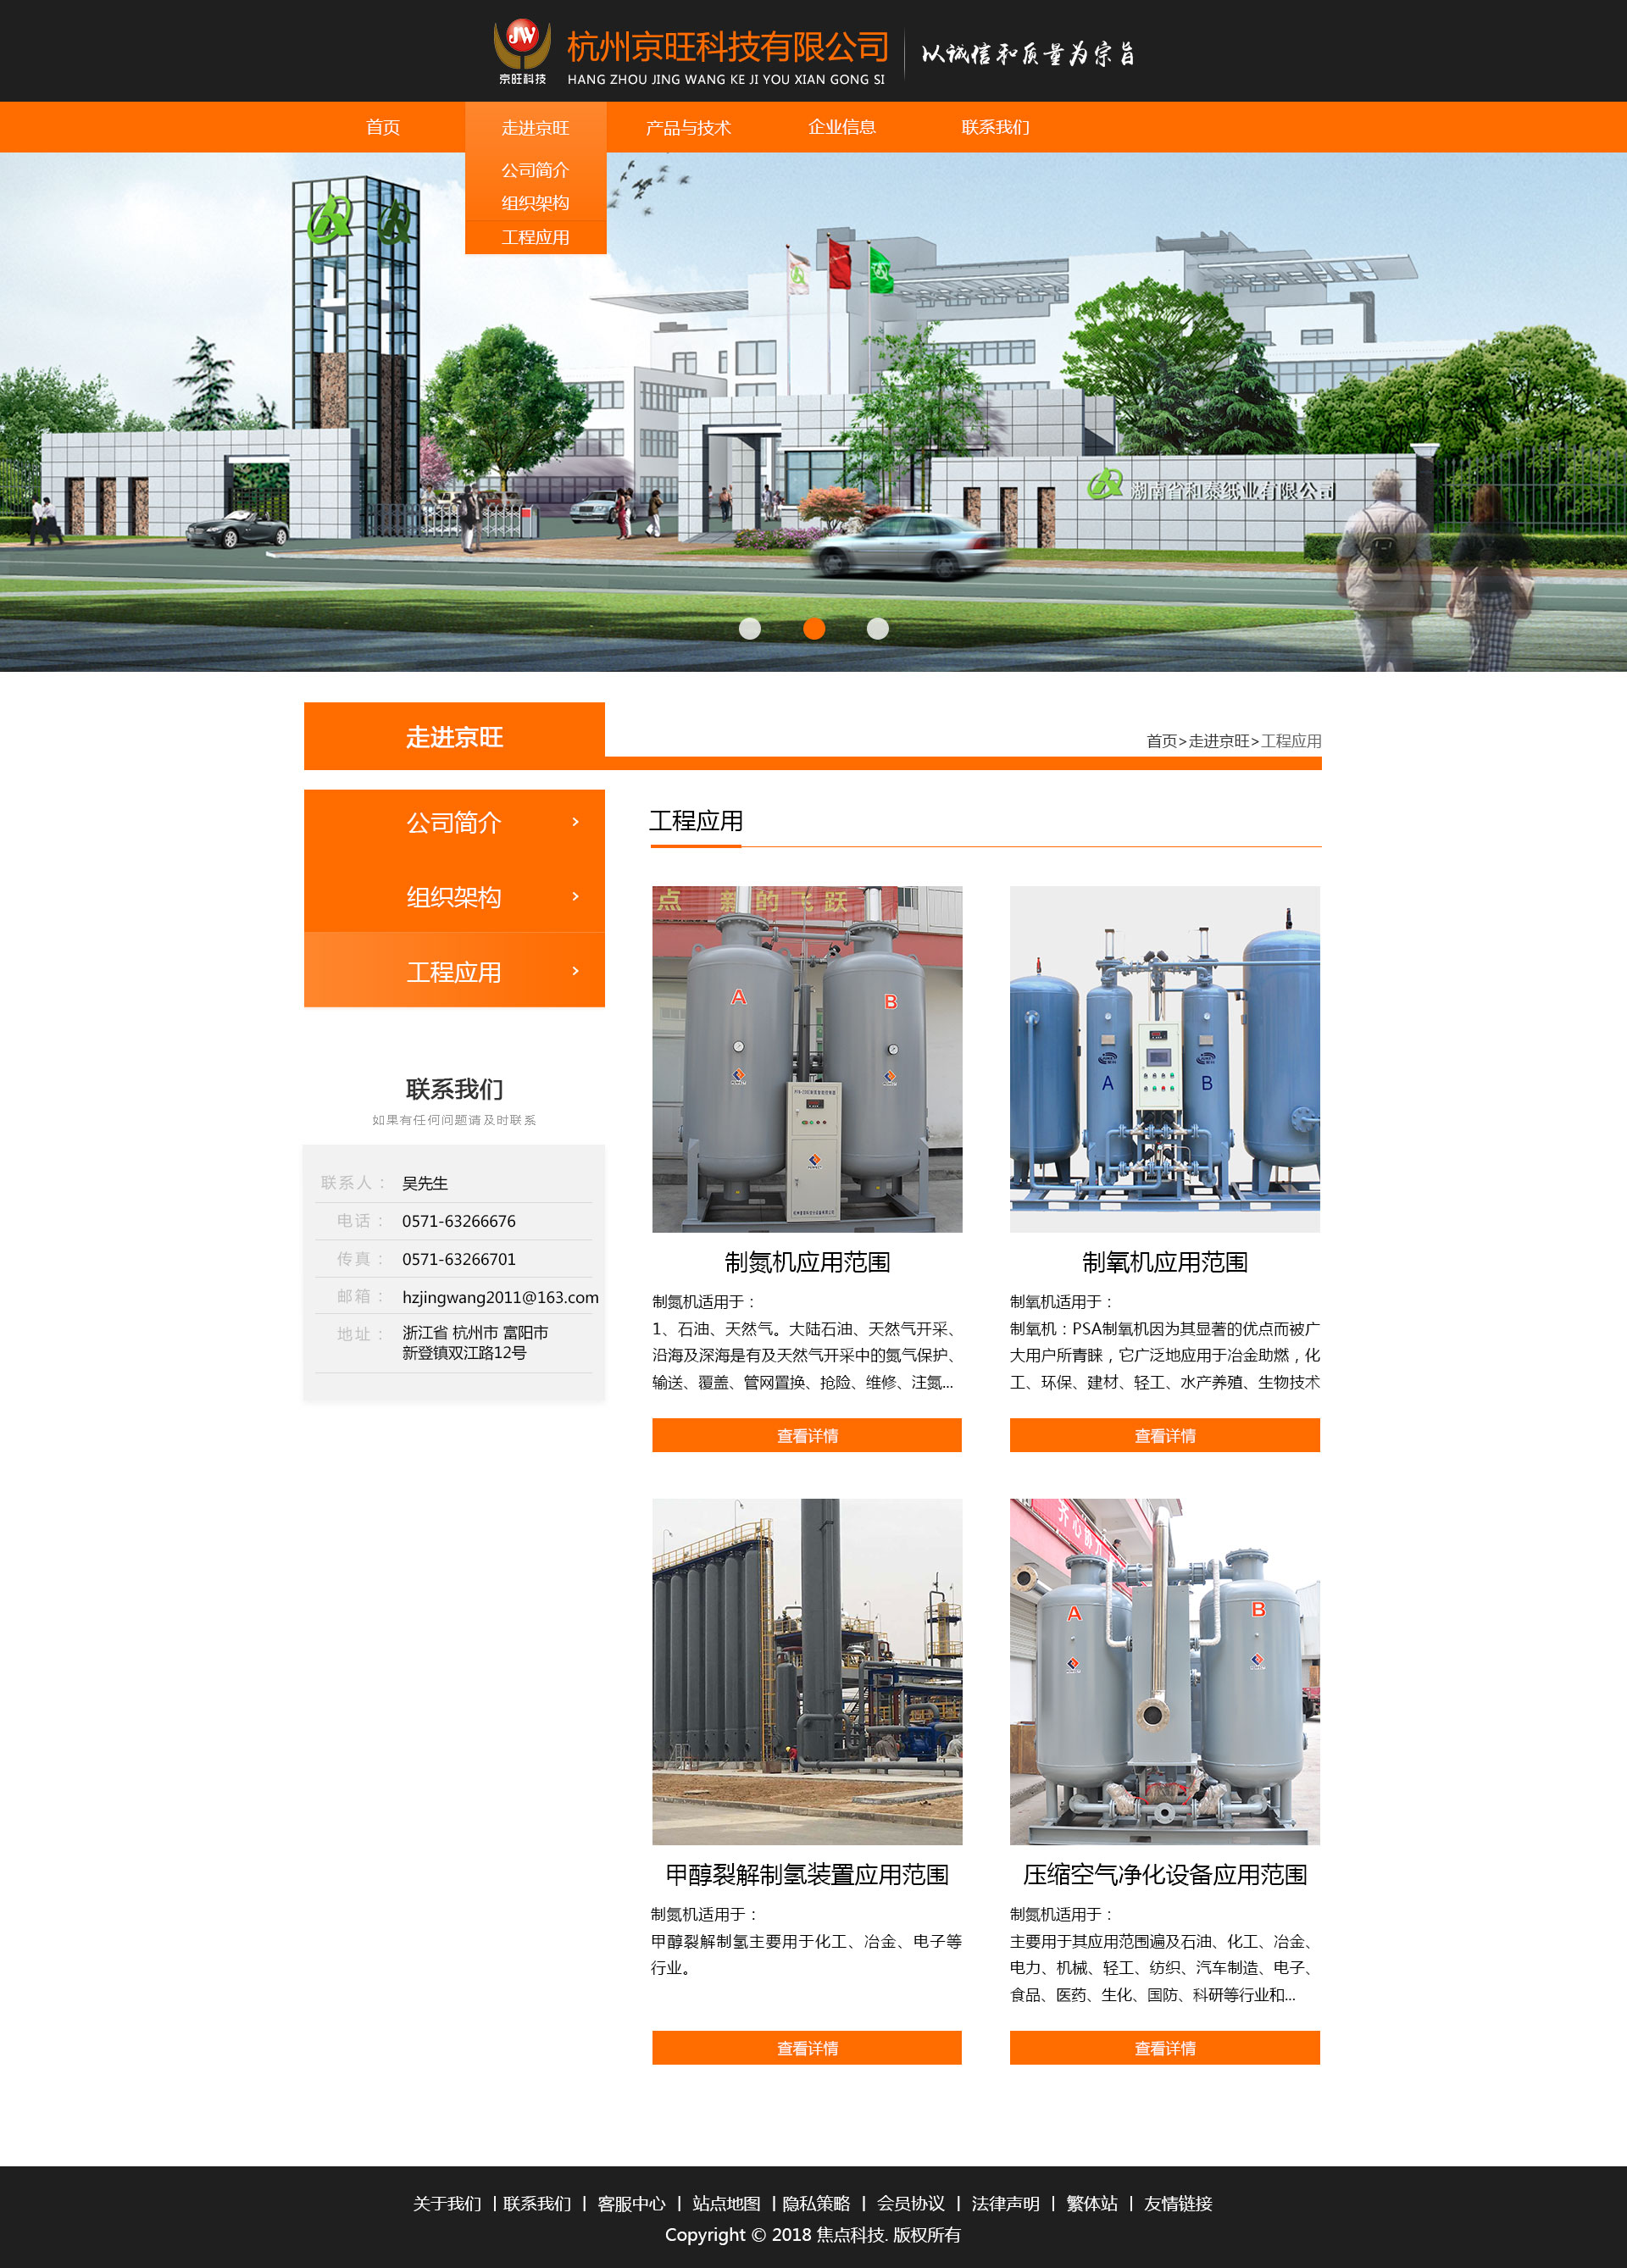 JW
京旺科技
杭州京旺科技有限公司
HANG ZHOU JING WANG KE JI YOU XIAN GONG SI
以诚信和质量为宗旨
首页 走进京旺 产品与技术 企业信息 联系我们
公司简介
组织架构
工程应用
湖南省和泰纸业有限公司
走进京旺
首页>走进京旺>工程应用
公司简介 >
组织架构 >
工程应用 >
联系我们
如果有任何问题请及时联系
联系人： 吴先生
电话： 0571-63266676
传真： 0571-63266701
邮箱： hzjingwang2011@163.com
地址： 浙江省 杭州市 富阳市
新登镇双江路12号
工程应用
点 新的飞跃
A
B
制氮机应用范围
制氮机适用于：
1、石油、天然气。大陆石油、天然气开采、
沿海及深海是有及天然气开采中的氮气保护、
输送、覆盖、管网置换、抢险、维修、注氮...
查看详情
A
B
制氧机应用范围
制氧机适用于：
制氧机：PSA制氧机因为其显著的优点而被广
大用户所青睐，它广泛地应用于冶金助燃，化
工、环保、建材、轻工、水产养殖、生物技术
查看详情
甲醇裂解制氢装置应用范围
制氮机适用于：
甲醇裂解制氢主要用于化工、冶金、电子等
行业。
查看详情
齐心协力
A
B
压缩空气净化设备应用范围
制氮机适用于：
主要用于其应用范围遍及石油、化工、冶金、
电力、机械、轻工、纺织、汽车制造、电子、
食品、医药、生化、国防、科研等行业和...
查看详情
关于我们 | 联系我们 | 客服中心 | 站点地图 | 隐私策略 | 会员协议 | 法律声明 | 繁体站 | 友情链接
Copyright © 2018 焦点科技. 版权所有